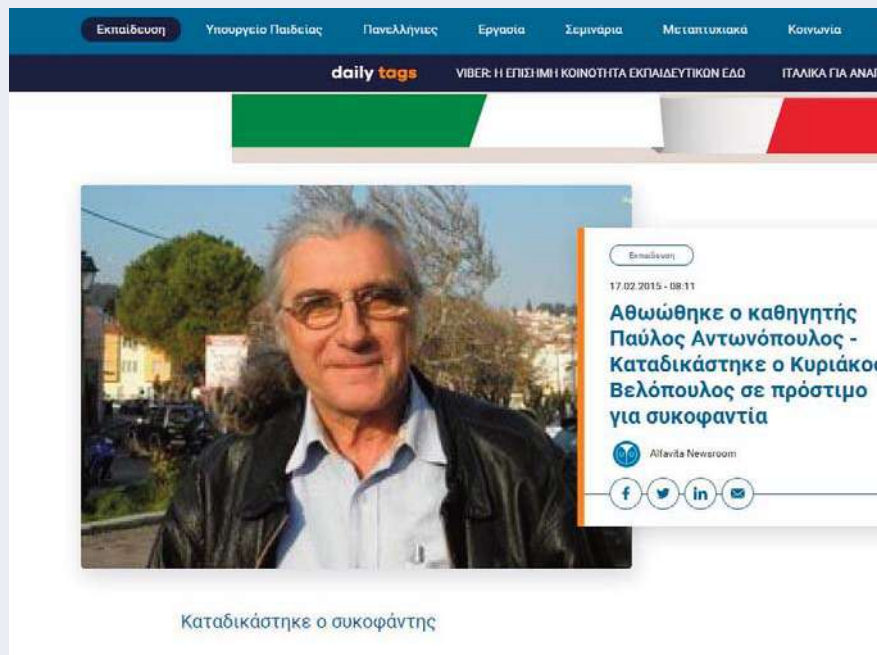 Εκπαίδευση Υπουργείο Παιδείας Πανελλήνιες Εργασία Σεμινάρια Μεταπτυχιακά Κοινωνία
daily tags VIBER: Η ΕΠΙΣΗΜΗ ΚΟΙΝΟΤΗΤΑ ΕΚΠΑΙΔΕΥΤΙΚΩΝ ΕΔΩ ΙΤΑΛΙΚΑ ΓΙΑ ΑΝΑΠ
Εκπαίδευση
17.02.2015 - 08:11
Αθωώθηκε ο καθηγητής
Παύλος Αντωνόπουλος -
Καταδικάστηκε ο Κυριάκος
Βελόπουλος σε πρόστιμο
για συκοφαντία
Alfavita Newsroom
Καταδικάστηκε ο συκοφάντης